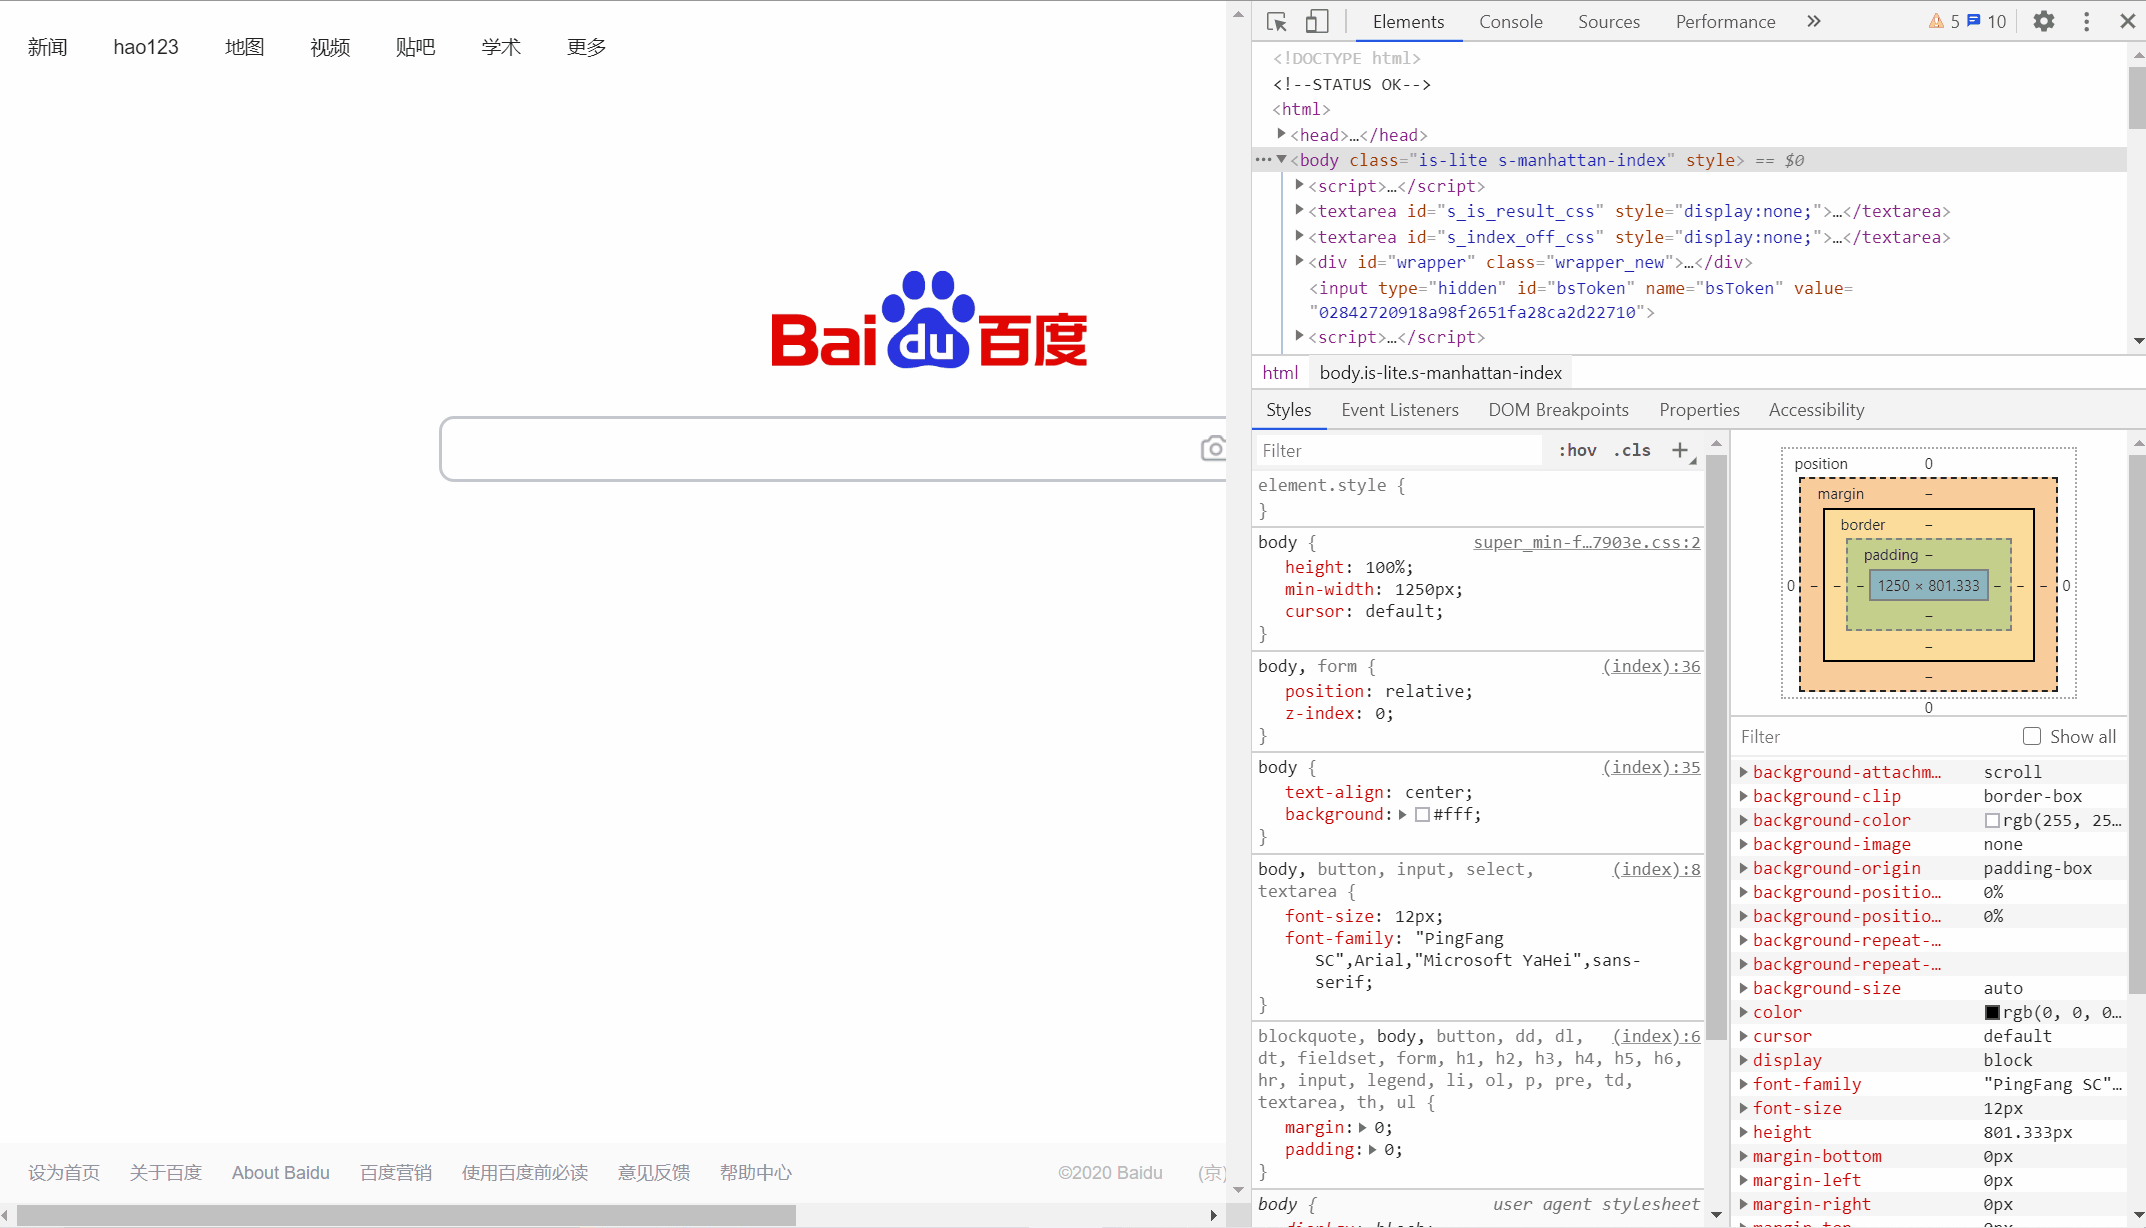 新闻 hao123 地图 视频 贴吧 学术 更多
Bai du 百度
设为首页 关于百度 About Baidu 百度营销 使用百度前必读 意见反馈 帮助中心 ©2020 Baidu (京)
Elements Console Sources Performance » 5 10
<!DOCTYPE html>
<!--STATUS OK-->
<html>
<head>…</head>
<body class="is-lite s-manhattan-index" style> == $0
<script>…</script>
<textarea id="s_is_result_css" style="display:none;">…</textarea>
<textarea id="s_index_off_css" style="display:none;">…</textarea>
<div id="wrapper" class="wrapper_new">…</div>
<input type="hidden" id="bsToken" name="bsToken" value=
"02842720918a98f2651fa28ca2d22710">
<script>…</script>
html body.is-lite.s-manhattan-index
Styles Event Listeners DOM Breakpoints Properties Accessibility
Filter :hov .cls +
element.style {
}
body { super_min-f…7903e.css:2
height: 100%;
min-width: 1250px;
cursor: default;
}
body, form { (index):36
position: relative;
z-index: 0;
}
body { (index):35
text-align: center;
background: #fff;
}
body, button, input, select, (index):8
textarea {
font-size: 12px;
font-family: "PingFang
SC",Arial,"Microsoft YaHei",sans-
serif;
}
blockquote, body, button, dd, dl, (index):6
dt, fieldset, form, h1, h2, h3, h4, h5, h6,
hr, input, legend, li, ol, p, pre, td,
textarea, th, ul {
margin: 0;
padding: 0;
}
body { user agent stylesheet
display: block;
position 0
margin –
border –
padding –
0 – – – 1250 × 801.333 – – – 0
–
–
–
0
Filter Show all
background-attachm… scroll
background-clip border-box
background-color rgb(255, 25…
background-image none
background-origin padding-box
background-positio… 0%
background-positio… 0%
background-repeat-…
background-repeat-…
background-size auto
color rgb(0, 0, 0…
cursor default
display block
font-family "PingFang SC"…
font-size 12px
height 801.333px
margin-bottom 0px
margin-left 0px
margin-right 0px
margin-top 0px